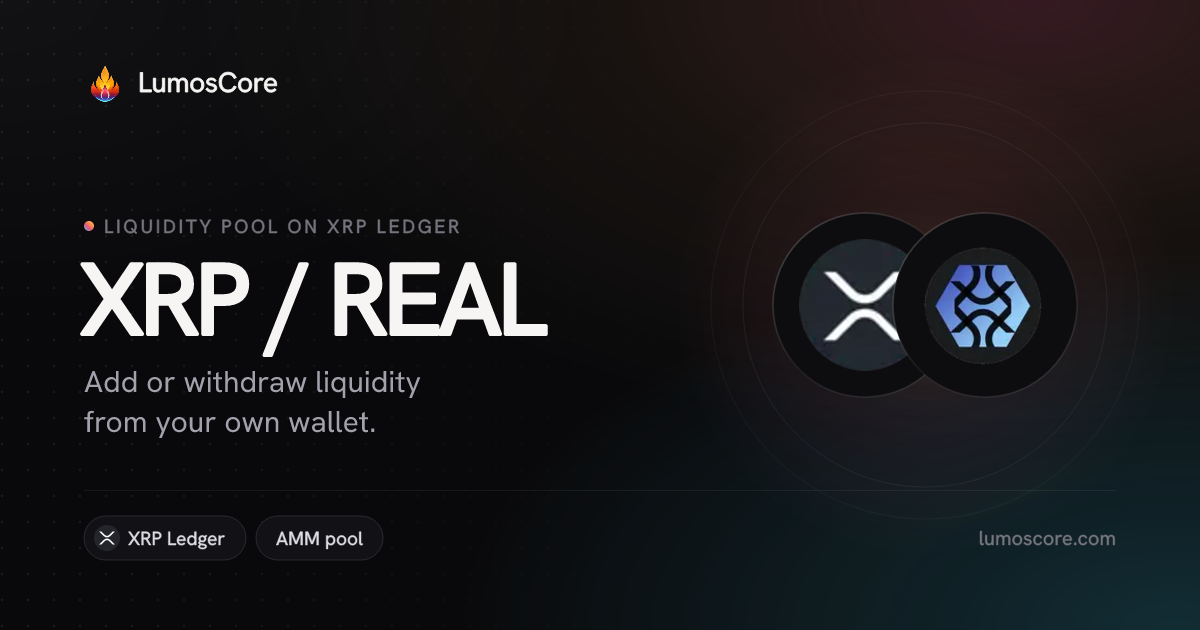 LumosCore
LIQUIDITY POOL ON XRP LEDGER
XRP / REAL
Add or withdraw liquidity
from your own wallet.
XRP Ledger
AMM pool
lumoscore.com